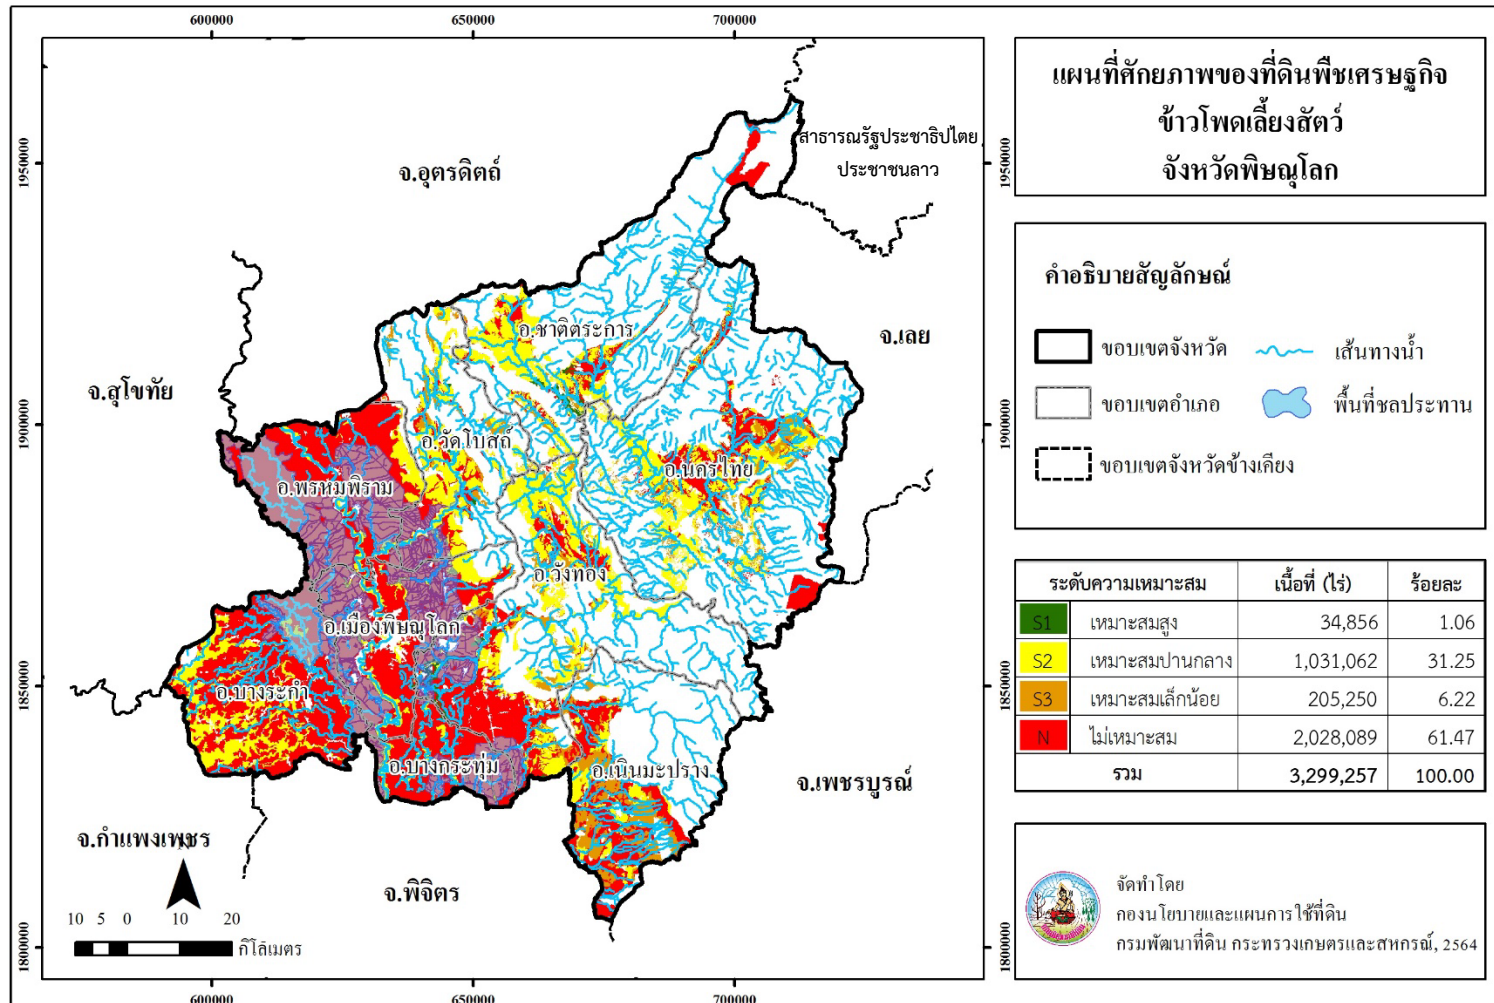 600000
650000
700000
1950000
1950000
1900000
1900000
1850000
1850000
1800000
1800000
600000
650000
700000
จ.อุตรดิตถ์
สาธารณรัฐประชาธิปไตย
ประชาชนลาว
จ.เลย
จ.สุโขทัย
อ.ชาติตระการ
อ.วัดโบสถ์
อ.นครไทย
อ.พรหมพิราม
อ.วังทอง
อ.เมืองพิษณุโลก
อ.บางระกำ
อ.บางกระทุ่ม
อ.เนินมะปราง
จ.เพชรบูรณ์
จ.กำแพงเพชร
จ.พิจิตร
N
10 5 0 10 20
กิโลเมตร
แผนที่ศักยภาพของที่ดินพืชเศรษฐกิจ
ข้าวโพดเลี้ยงสัตว์
จังหวัดพิษณุโลก
คำอธิบายสัญลักษณ์
ขอบเขตจังหวัด เส้นทางน้ำ
ขอบเขตอำเภอ พื้นที่ชลประทาน
ขอบเขตจังหวัดข้างเคียง
ระดับความเหมาะสม เนื้อที่ (ไร่) ร้อยละ
S1 เหมาะสมสูง 34,856 1.06
S2 เหมาะสมปานกลาง 1,031,062 31.25
S3 เหมาะสมเล็กน้อย 205,250 6.22
N ไม่เหมาะสม 2,028,089 61.47
รวม 3,299,257 100.00
จัดทำโดย
กองนโยบายและแผนการใช้ที่ดิน
กรมพัฒนาที่ดิน กระทรวงเกษตรและสหกรณ์, 2564